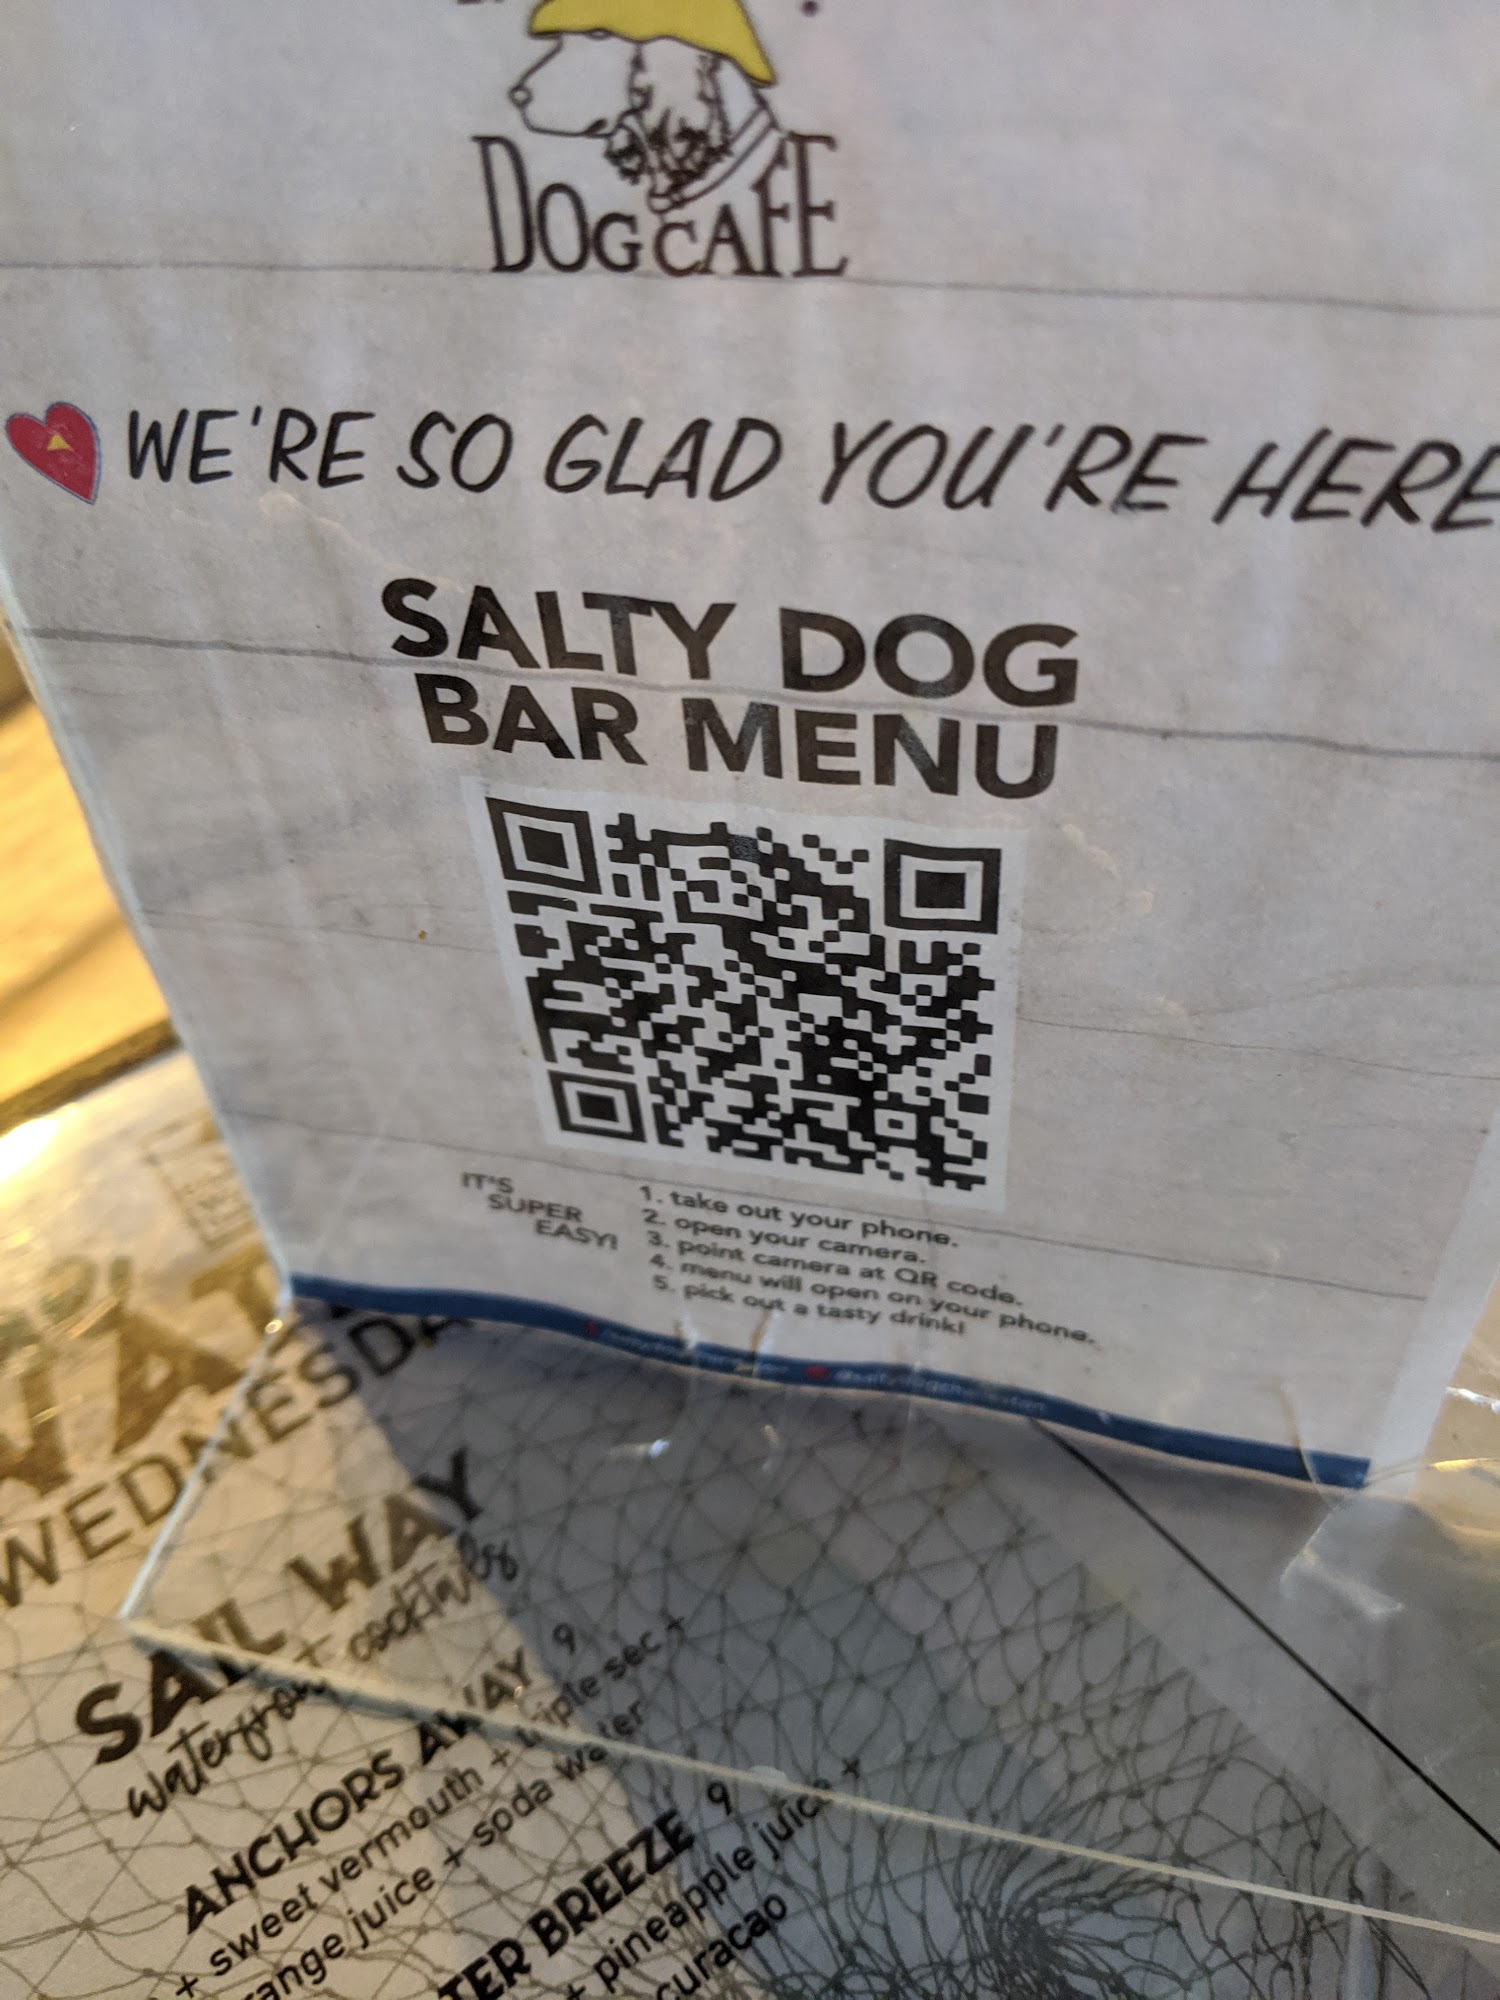 DOG CAFE
WE'RE SO GLAD YOU'RE HERE
SALTY DOG
BAR MENU
IT'S
SUPER
EASY!
1. take out your phone.
2. open your camera.
3. point camera at QR code.
4. menu will open on your phone.
5. pick out a tasty drink!
WEDNESDA
SAIL WAY
waterfront cocktails
ANCHORS AWAY 9
+ sweet vermouth + triple sec +
range juice + soda water
TER BREEZE 9
+ pineapple juice +
curacao